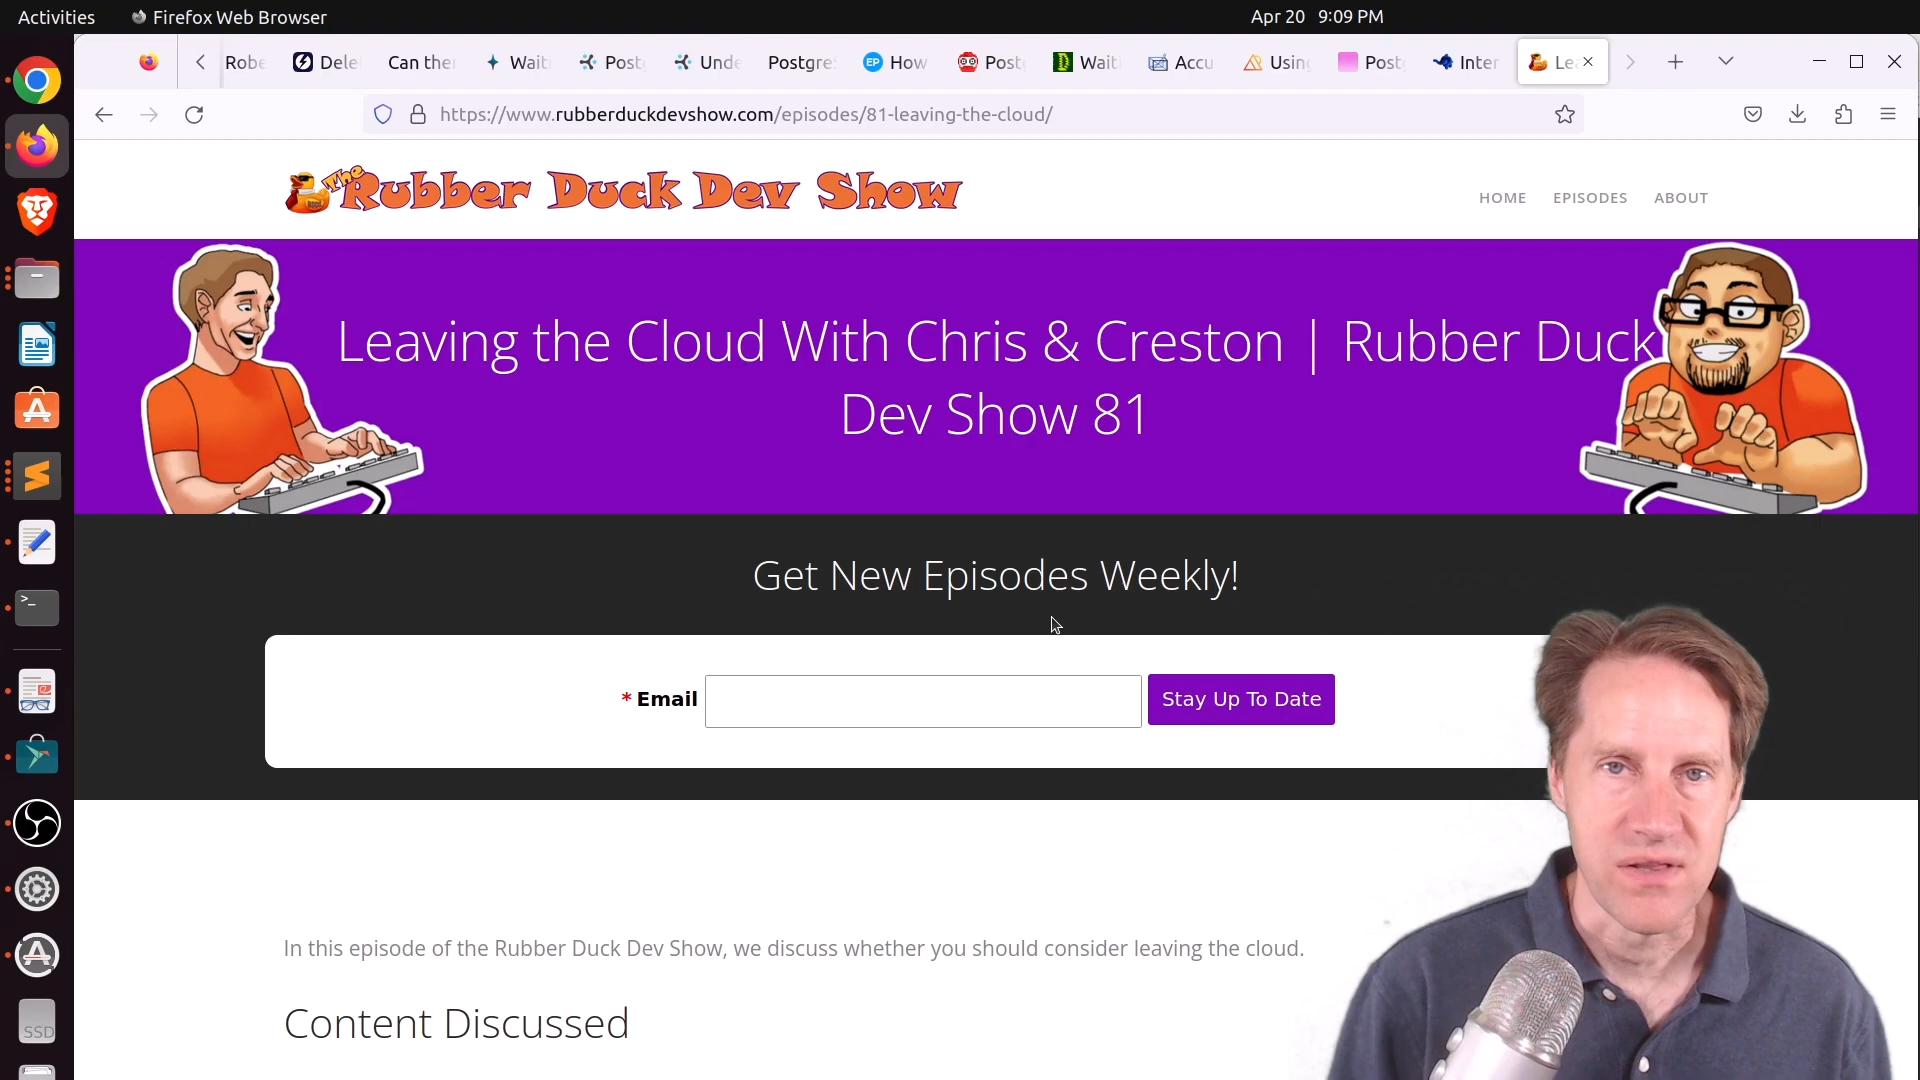 Activities
Firefox Web Browser
Apr 20 9:09 PM
Robe
Dele
Can the
Wait
Post
Unde
Postgre
How
Post
Wait
Accu
Using
Post
Inter
Lea
https://www.rubberduckdevshow.com/episodes/81-leaving-the-cloud/
The Rubber Duck Dev Show
HOME
EPISODES
ABOUT
Leaving the Cloud With Chris & Creston | Rubber Duck
Dev Show 81
Get New Episodes Weekly!
* Email
Stay Up To Date
In this episode of the Rubber Duck Dev Show, we discuss whether you should consider leaving the cloud.
Content Discussed
SSD